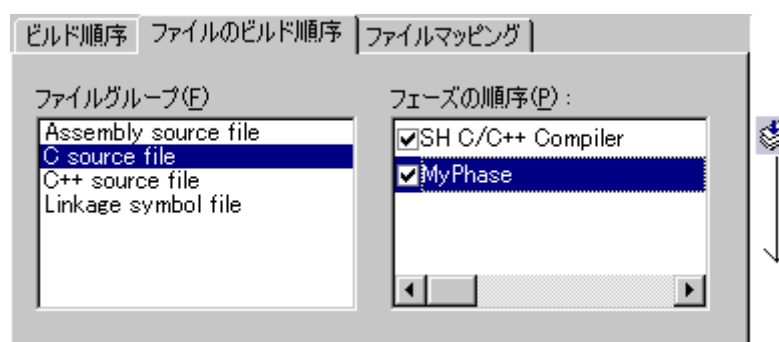 ビルド順序 ファイルのビルド順序 ファイルマッピング
ファイルグループ(F)
Assembly source file
C source file
C++ source file
Linkage symbol file
フェーズの順序(P):
SH C/C++ Compiler
MyPhase